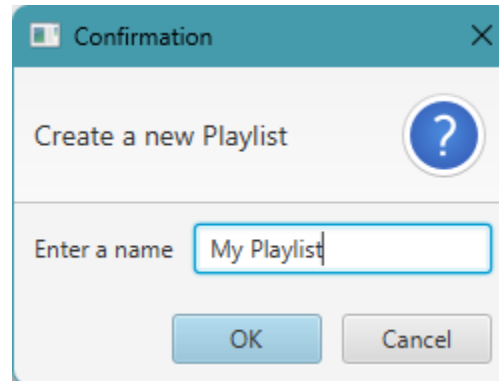 Confirmation
Create a new Playlist
?
Enter a name My Playlist
OK Cancel